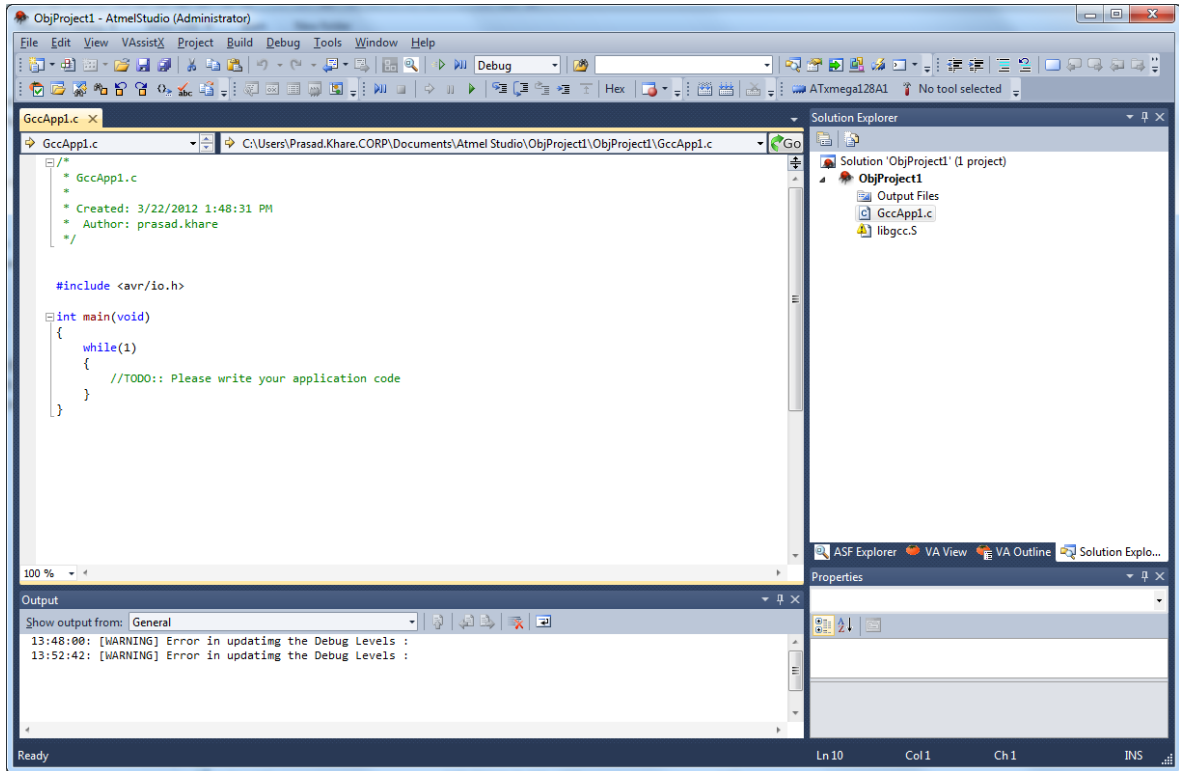 ObjProject1 - AtmelStudio (Administrator)
File Edit View VAssistX Project Build Debug Tools Window Help
Debug
Hex ATxmega128A1 No tool selected
GccApp1.c
GccApp1.c C:\Users\Prasad.Khare.CORP\Documents\Atmel Studio\ObjProject1\ObjProject1\GccApp1.c Go
/*
* GccApp1.c
*
* Created: 3/22/2012 1:48:31 PM
* Author: prasad.khare
*/
#include <avr/io.h>
int main(void)
{
while(1)
{
//TODO:: Please write your application code
}
}
100 %
Output
Show output from: General
13:48:00: [WARNING] Error in updatimg the Debug Levels :
13:52:42: [WARNING] Error in updatimg the Debug Levels :
Solution Explorer
Solution 'ObjProject1' (1 project)
ObjProject1
Output Files
GccApp1.c
libgcc.S
ASF Explorer VA View VA Outline Solution Explo...
Properties
Ready Ln 10 Col 1 Ch 1 INS